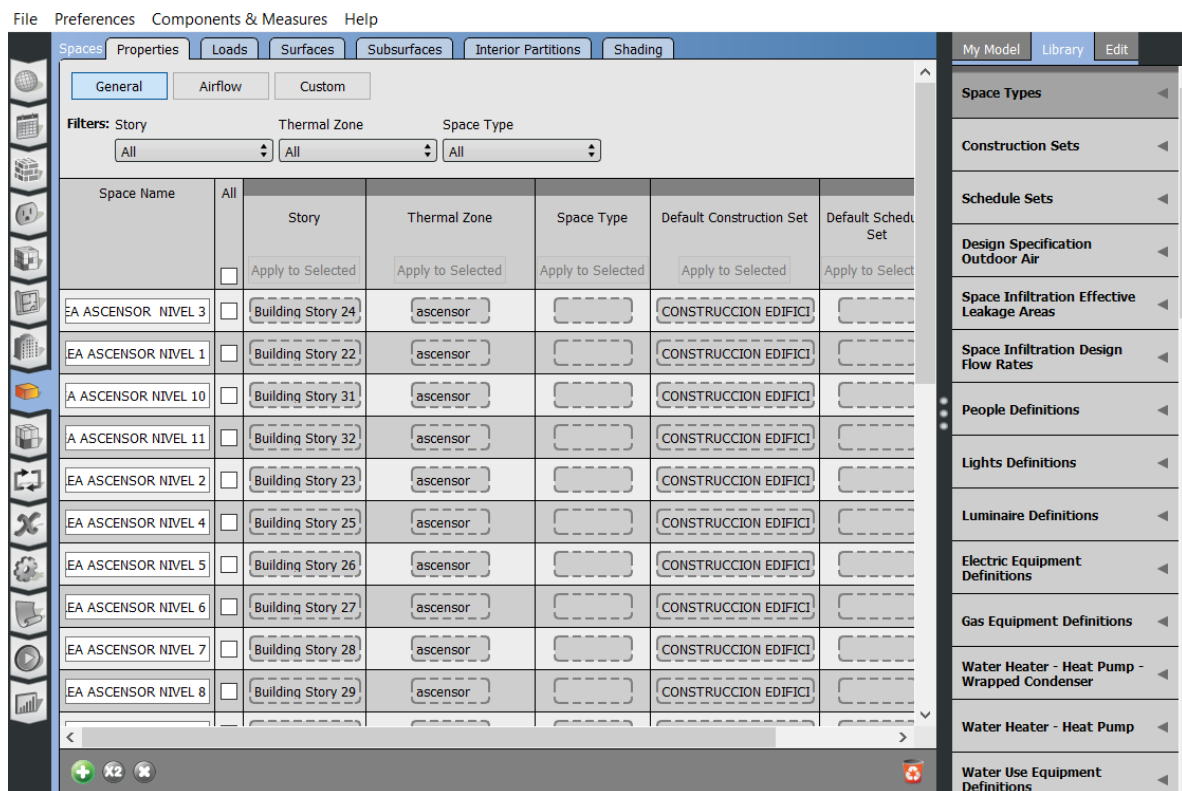 File Preferences Components & Measures Help
Spaces Properties Loads Surfaces Subsurfaces Interior Partitions Shading
My Model Library Edit
General Airflow Custom
Filters: Story Thermal Zone Space Type
All All All
Space Name All Story Thermal Zone Space Type Default Construction Set Default Schedu
Set
Apply to Selected Apply to Selected Apply to Selected Apply to Selected Apply to Select
EA ASCENSOR NIVEL 3 Building Story 24 ascensor CONSTRUCCION EDIFICI
EA ASCENSOR NIVEL 1 Building Story 22 ascensor CONSTRUCCION EDIFICI
A ASCENSOR NIVEL 10 Building Story 31 ascensor CONSTRUCCION EDIFICI
A ASCENSOR NIVEL 11 Building Story 32 ascensor CONSTRUCCION EDIFICI
EA ASCENSOR NIVEL 2 Building Story 23 ascensor CONSTRUCCION EDIFICI
EA ASCENSOR NIVEL 4 Building Story 25 ascensor CONSTRUCCION EDIFICI
EA ASCENSOR NIVEL 5 Building Story 26 ascensor CONSTRUCCION EDIFICI
EA ASCENSOR NIVEL 6 Building Story 27 ascensor CONSTRUCCION EDIFICI
EA ASCENSOR NIVEL 7 Building Story 28 ascensor CONSTRUCCION EDIFICI
EA ASCENSOR NIVEL 8 Building Story 29 ascensor CONSTRUCCION EDIFICI
X2
Space Types
Construction Sets
Schedule Sets
Design Specification
Outdoor Air
Space Infiltration Effective
Leakage Areas
Space Infiltration Design
Flow Rates
People Definitions
Lights Definitions
Luminaire Definitions
Electric Equipment
Definitions
Gas Equipment Definitions
Water Heater - Heat Pump -
Wrapped Condenser
Water Heater - Heat Pump
Water Use Equipment
Definitions